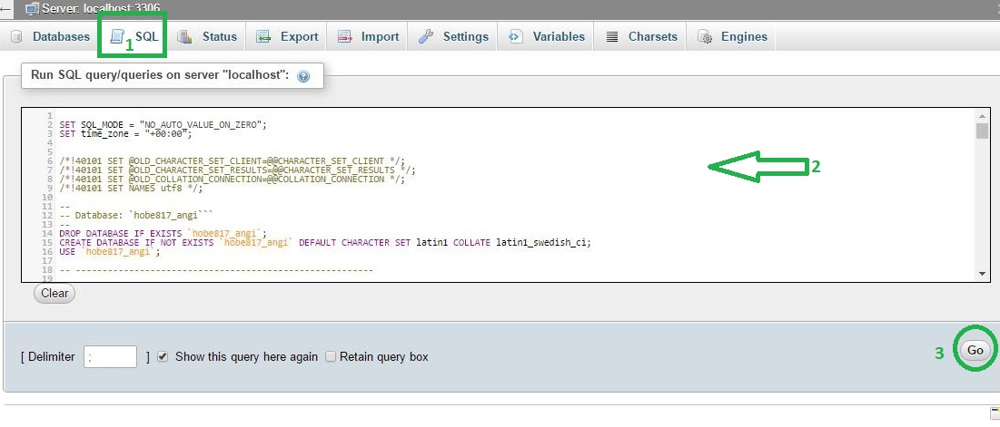 Server: localhost:3306
Databases SQL Status Export Import Settings Variables Charsets Engines
1
Run SQL query/queries on server "localhost":
1
2 SET SQL_MODE = "NO_AUTO_VALUE_ON_ZERO";
3 SET time_zone = "+00:00";
4
5
6 /*!40101 SET @OLD_CHARACTER_SET_CLIENT=@@CHARACTER_SET_CLIENT */;
7 /*!40101 SET @OLD_CHARACTER_SET_RESULTS=@@CHARACTER_SET_RESULTS */;
8 /*!40101 SET @OLD_COLLATION_CONNECTION=@@COLLATION_CONNECTION */;
9 /*!40101 SET NAMES utf8 */;
10
11 --
12 -- Database: `hobe817_angi```
13 --
14 DROP DATABASE IF EXISTS `hobe817_angi`;
15 CREATE DATABASE IF NOT EXISTS `hobe817_angi` DEFAULT CHARACTER SET latin1 COLLATE latin1_swedish_ci;
16 USE `hobe817_angi`;
17
18 -- --------------------------------------------------------
19
2
Clear
[ Delimiter ; ] Show this query here again Retain query box
3 Go